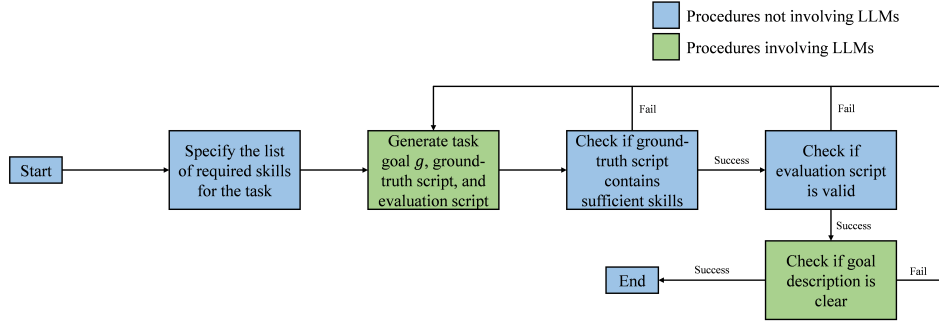 Procedures not involving LLMs
Procedures involving LLMs
Fail
Fail
Start
Specify the list
of required skills
for the task
Generate task
goal g, ground-
truth script, and
evaluation script
Check if ground-
truth script
contains
sufficient skills
Success
Check if
evaluation script
is valid
Success
End
Success
Check if goal
description is
clear
Fail